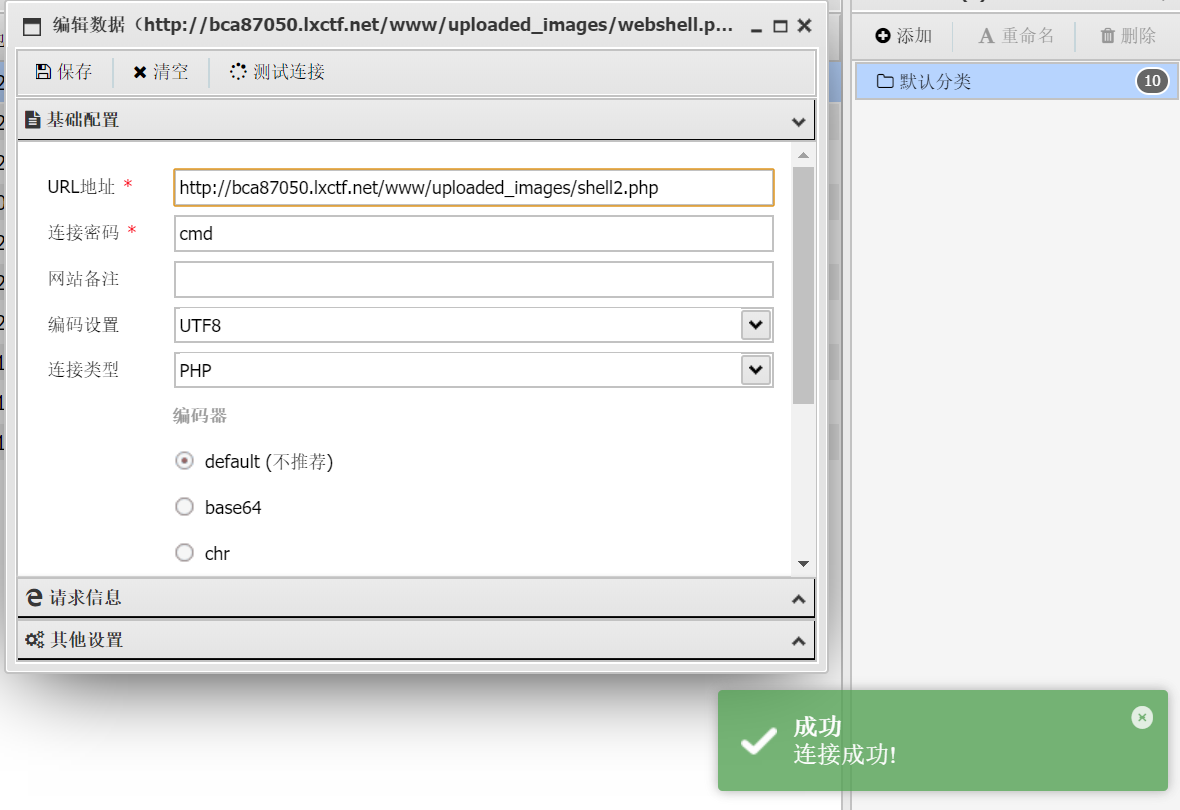 编辑数据（http://bca87050.lxctf.net/www/uploaded_images/webshell.p...
保存 清空 测试连接
基础配置
URL地址 *
http://bca87050.lxctf.net/www/uploaded_images/shell2.php
连接密码 *
cmd
网站备注
编码设置
UTF8
连接类型
PHP
编码器
default (不推荐)
base64
chr
请求信息
其他设置
添加 重命名 删除
默认分类 10
成功
连接成功!